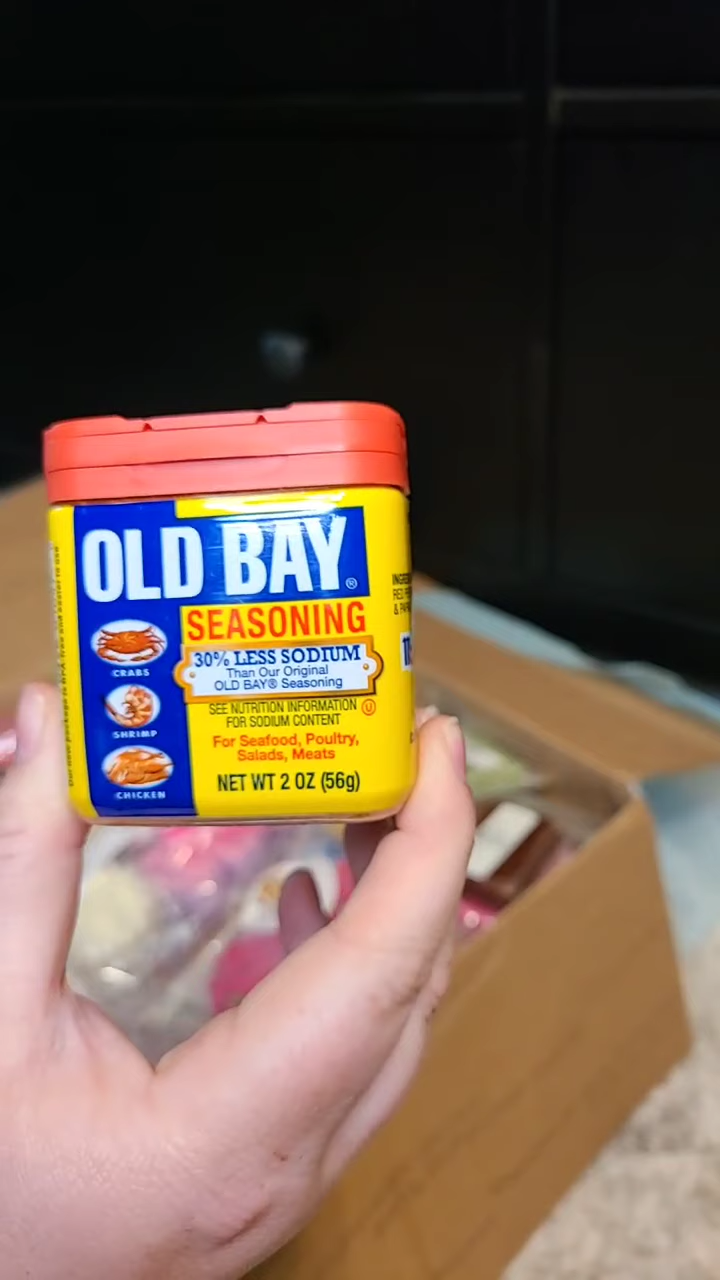 OLD BAY®
SEASONING
30% LESS SODIUM
Than Our Original
OLD BAY® Seasoning
SEE NUTRITION INFORMATION
FOR SODIUM CONTENT
U
For Seafood, Poultry,
Salads, Meats
NET WT 2 OZ (56g)
CRABS
SHRIMP
CHICKEN